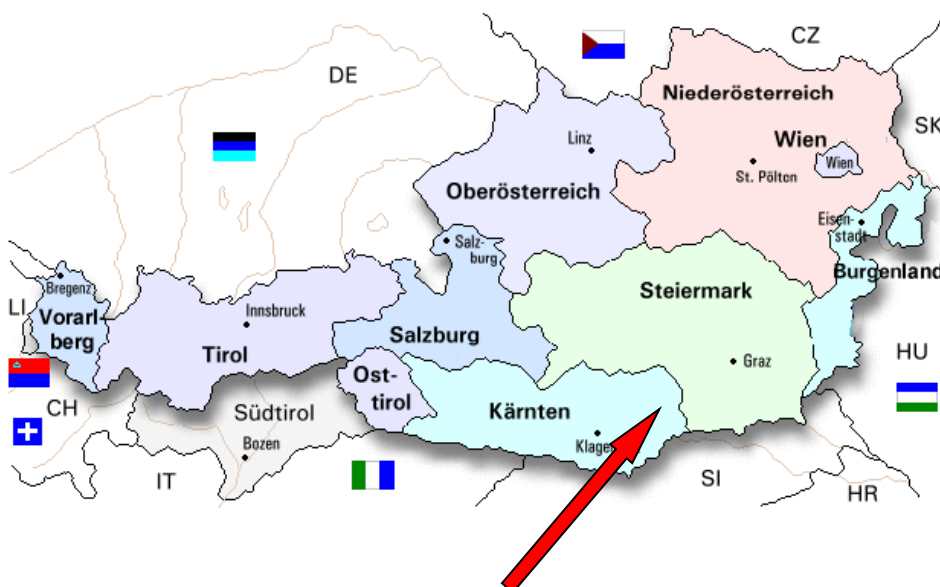 CZ
DE
Niederösterreich
SK
Linz
Wien
Wien
St. Pölten
Oberösterreich
Eisen-
stadt
Salz-
burg
Burgenland
Bregenz
Steiermark
LI
Innsbruck
Vorarl-
berg
Salzburg
Tirol
HU
Graz
Ost-
tirol
CH
Südtirol
Kärnten
Bozen
Klage
IT
SI
HR